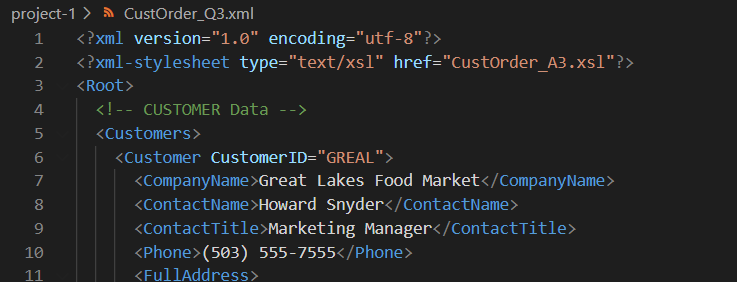 project-1 > CustOrder_Q3.xml
1 <?xml version="1.0" encoding="utf-8"?>
2 <?xml-stylesheet type="text/xsl" href="CustOrder_A3.xsl"?>
3 <Root>
4 <!-- CUSTOMER Data -->
5 <Customers>
6 <Customer CustomerID="GREAL">
7 <CompanyName>Great Lakes Food Market</CompanyName>
8 <ContactName>Howard Snyder</ContactName>
9 <ContactTitle>Marketing Manager</ContactTitle>
10 <Phone>(503) 555-7555</Phone>
11 <FullAddress>